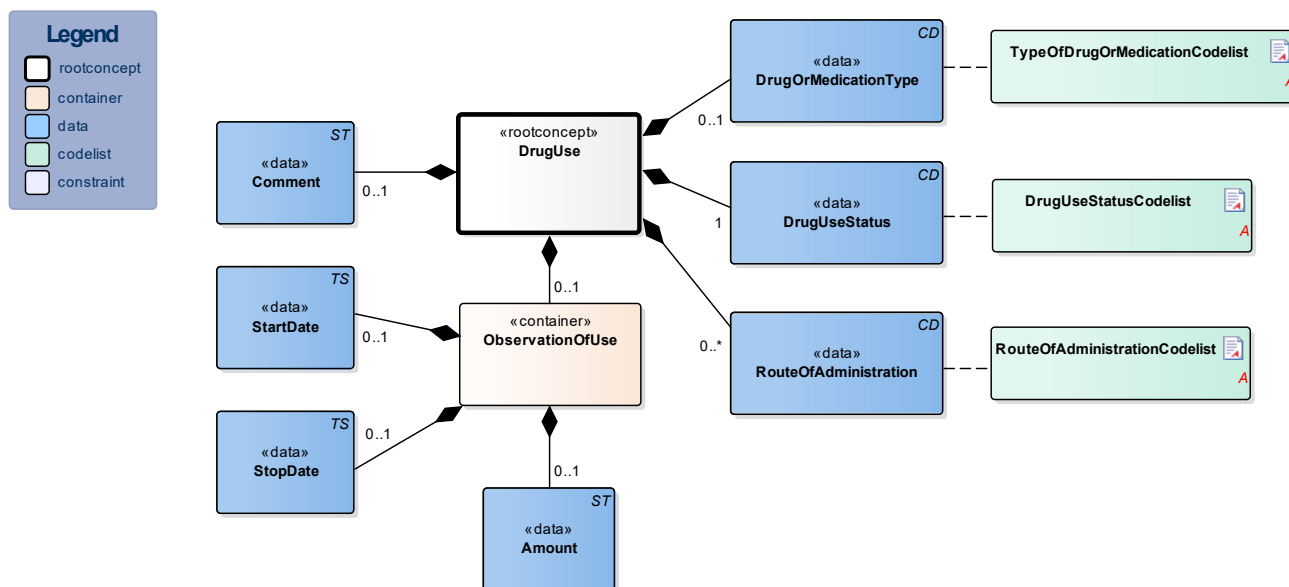 Legend
rootconcept
container
data
codelist
constraint
ST
«data»
Comment
0..1
TS
«data»
StartDate
0..1
TS
«data»
StopDate
0..1
«rootconcept»
DrugUse
0..1
«container»
ObservationOfUse
0..1
ST
«data»
Amount
CD
«data»
DrugOrMedicationType
0..1
CD
«data»
DrugUseStatus
1
CD
«data»
RouteOfAdministration
0..*
TypeOfDrugOrMedicationCodelist
A
DrugUseStatusCodelist
A
RouteOfAdministrationCodelist
A